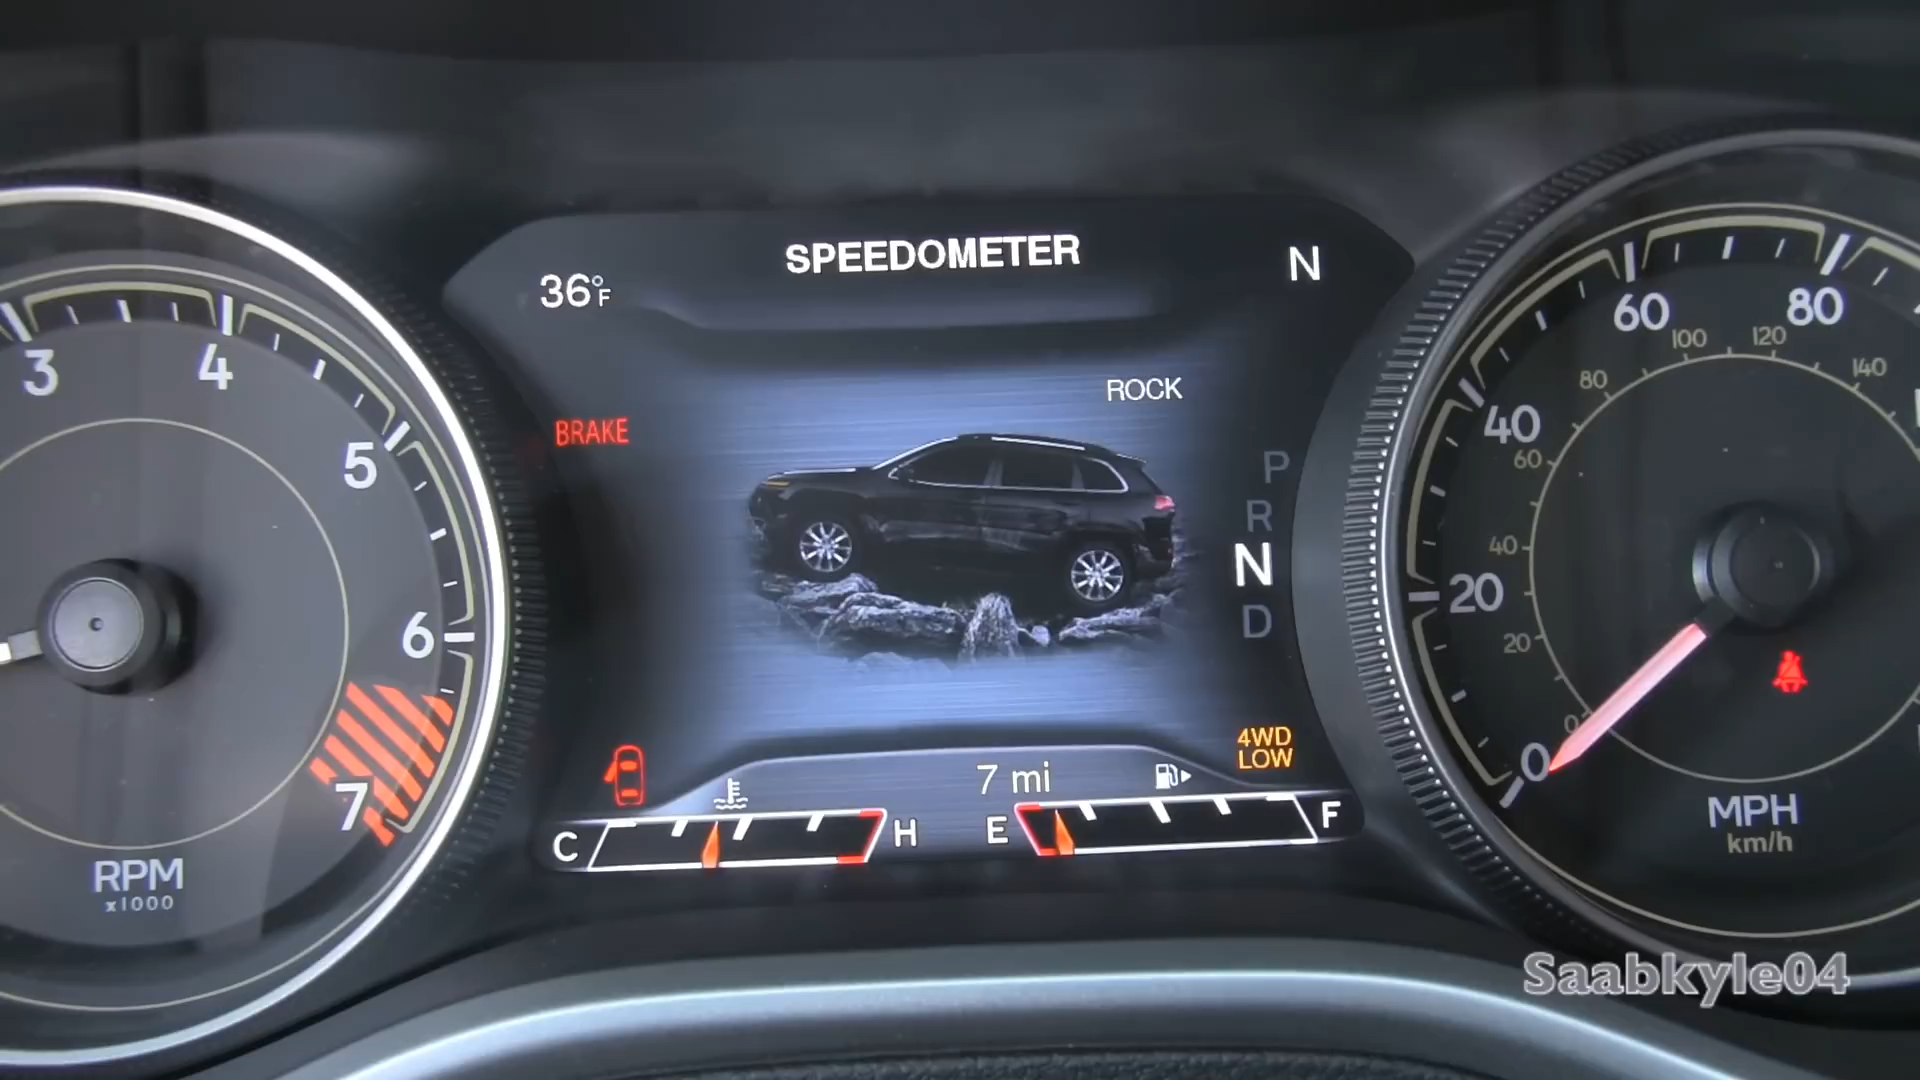 SPEEDOMETER
36°F
N
ROCK
BRAKE
P
R
N
D
4WD
LOW
7 mi
C
H
E
F
3
4
5
6
7
RPM
x1000
0
20
40
60
80
0
20
40
60
80
100
120
140
MPH
km/h
Saabkyle04